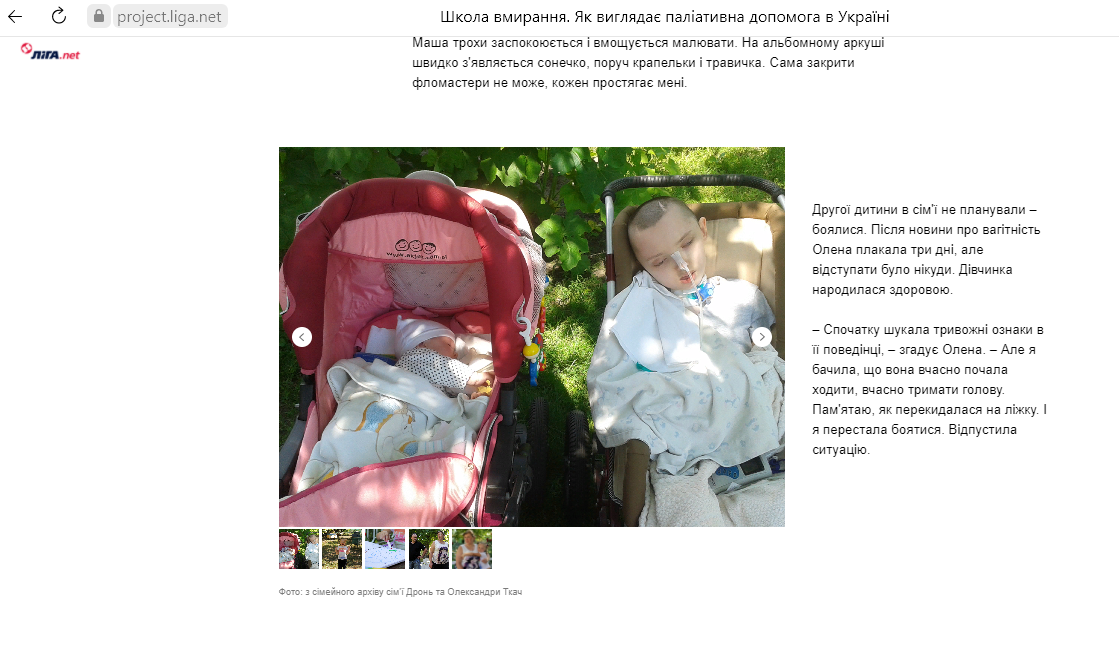 project.liga.net
Школа вмирання. Як виглядає паліативна допомога в Україні
ЛІГА.net
Маша трохи заспокоюється і вмощується малювати. На альбомному аркуші
швидко з'являється сонечко, поруч крапельки і травичка. Сама закрити
фломастери не може, кожен простягає мені.
Другої дитини в сім'ї не планували –
боялися. Після новини про вагітність
Олена плакала три дні, але
відступати було нікуди. Дівчинка
народилася здоровою.
– Спочатку шукала тривожні ознаки в
її поведінці, – згадує Олена. – Але я
бачила, що вона вчасно почала
ходити, вчасно тримати голову.
Пам'ятаю, як перекидалася на ліжку. І
я перестала боятися. Відпустила
ситуацію.
Фото: з сімейного архіву сім'ї Дронь та Олександри Ткач